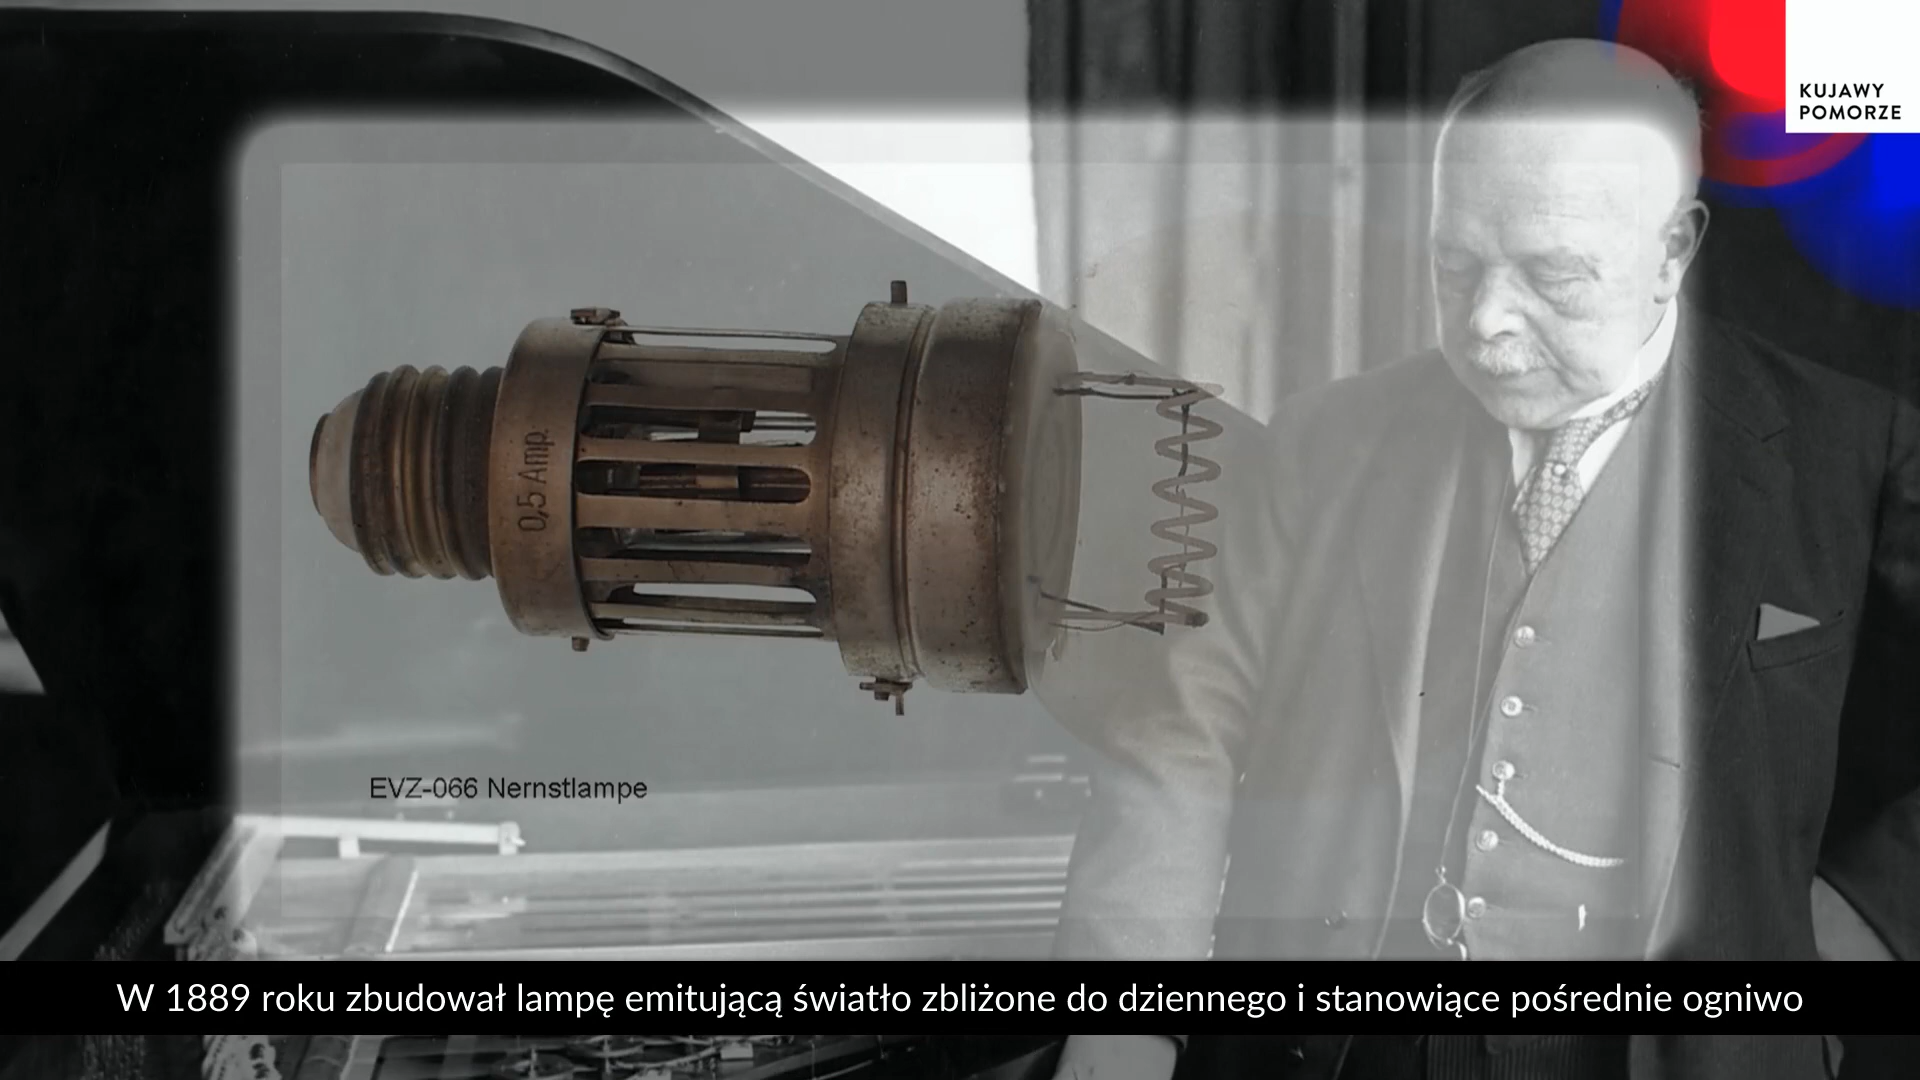 KUJAWY
POMORZE
0,5 Amp.
EVZ-066 Nernstlampe
W 1889 roku zbudował lampę emitującą światło zbliżone do dziennego i stanowiące pośrednie ogniwo